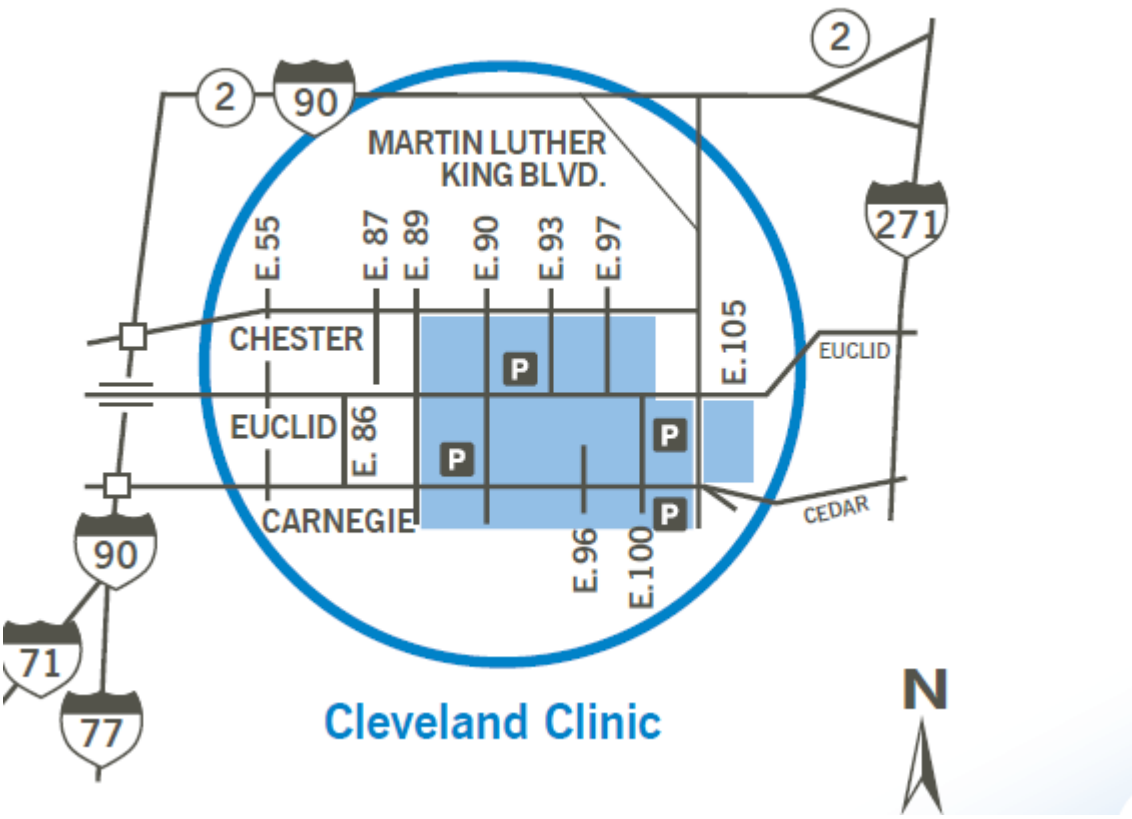 2
2
90
MARTIN LUTHER
KING BLVD.
271
E. 55
E. 87
E. 89
E. 90
E. 93
E. 97
E. 105
CHESTER
EUCLID
P
EUCLID
E. 86
P
P
CARNEGIE
P
CEDAR
E. 96
E. 100
90
71
77
Cleveland Clinic
N